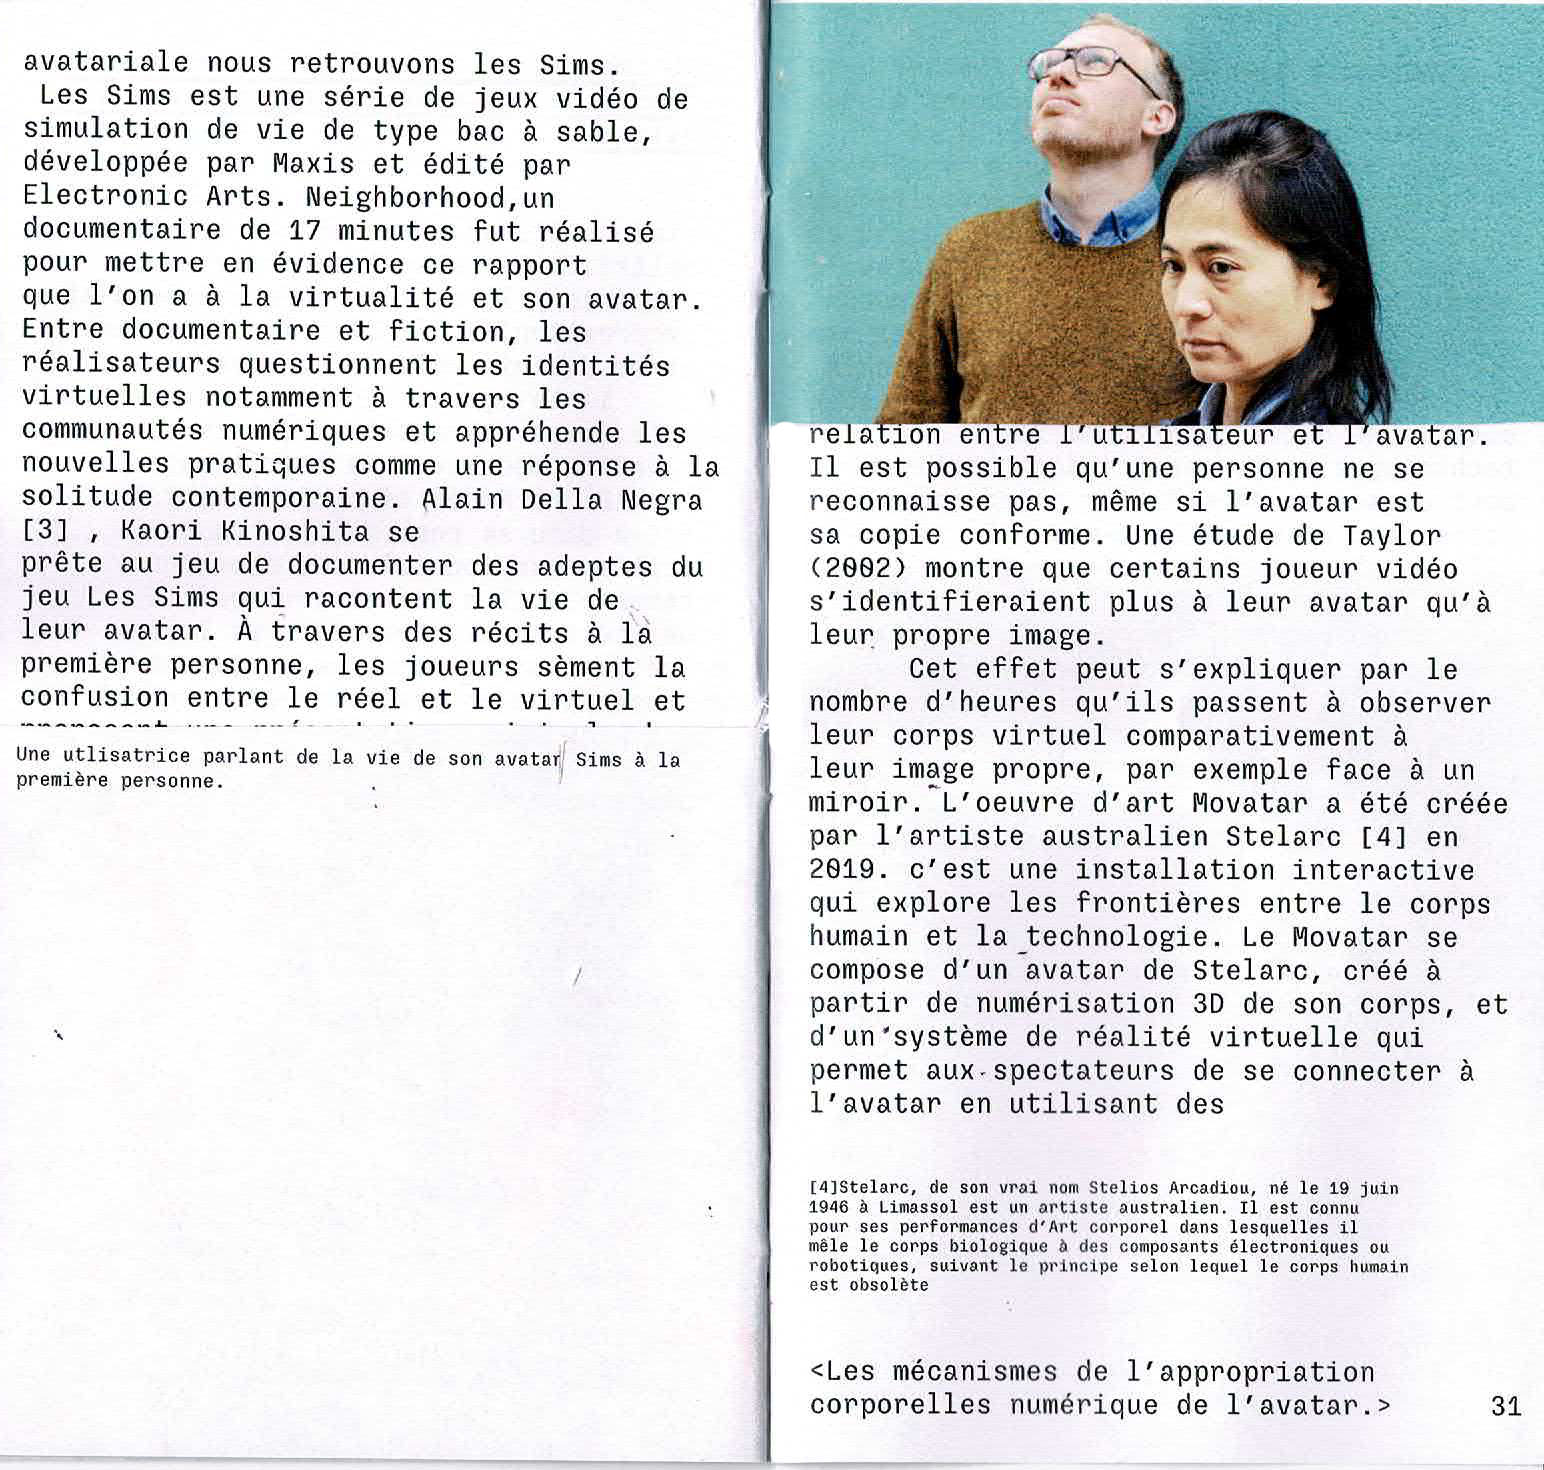 avatariale nous retrouvons les Sims.
Les Sims est une série de jeux vidéo de
simulation de vie de type bac à sable,
développée par Maxis et édité par
Electronic Arts. Neighborhood,un
documentaire de 17 minutes fut réalisé
pour mettre en évidence ce rapport
que l'on a à la virtualité et son avatar.
Entre documentaire et fiction, les
réalisateurs questionnent les identités
virtuelles notamment à travers les
communautés numériques et appréhende les
nouvelles pratiques comme une réponse à la
solitude contemporaine. Alain Della Negra
[3] , Kaori Kinoshita se
prête au jeu de documenter des adeptes du
jeu Les Sims qui racontent la vie de
leur avatar. À travers des récits à la
première personne, les joueurs sèment la
confusion entre le réel et le virtuel et
Une utlisatrice parlant de la vie de son avatar Sims à la
première personne.
relation entre l'utilisateur et l'avatar.
Il est possible qu'une personne ne se
reconnaisse pas, même si l'avatar est
sa copie conforme. Une étude de Taylor
(2002) montre que certains joueur vidéo
s'identifieraient plus à leur avatar qu'à
leur propre image.
Cet effet peut s'expliquer par le
nombre d'heures qu'ils passent à observer
leur corps virtuel comparativement à
leur image propre, par exemple face à un
miroir. L'oeuvre d'art Movatar a été créée
par l'artiste australien Stelarc [4] en
2019. c'est une installation interactive
qui explore les frontières entre le corps
humain et la technologie. Le Movatar se
compose d'un avatar de Stelarc, créé à
partir de numérisation 3D de son corps, et
d'un système de réalité virtuelle qui
permet aux spectateurs de se connecter à
l'avatar en utilisant des
[4]Stelarc, de son vrai nom Stelios Arcadiou, né le 19 juin
1946 à Limassol est un artiste australien. Il est connu
pour ses performances d'Art corporel dans lesquelles il
mêle le corps biologique à des composants électroniques ou
robotiques, suivant le principe selon lequel le corps humain
est obsolète
<Les mécanismes de l'appropriation
corporelles numérique de l'avatar.>
31